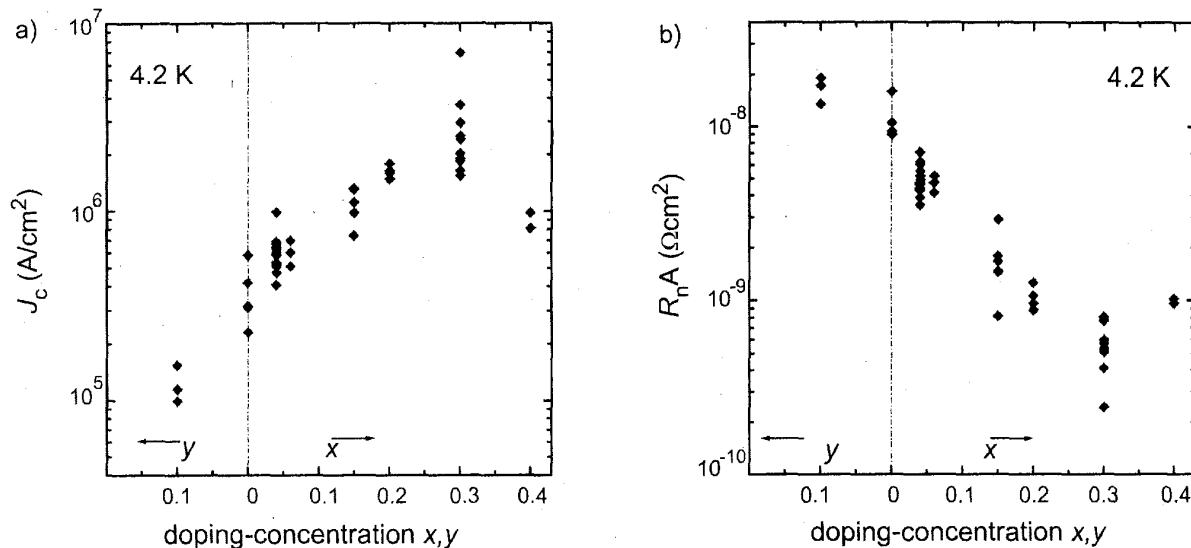 a)
4.2 K
10^7
10^6
10^5
J_c (A/cm^2)
y
x
0.1 0 0.1 0.2 0.3 0.4
doping-concentration x,y
b)
4.2 K
10^-8
10^-9
10^-10
R_nA (Ωcm^2)
y
x
0.1 0 0.1 0.2 0.3 0.4
doping-concentration x,y